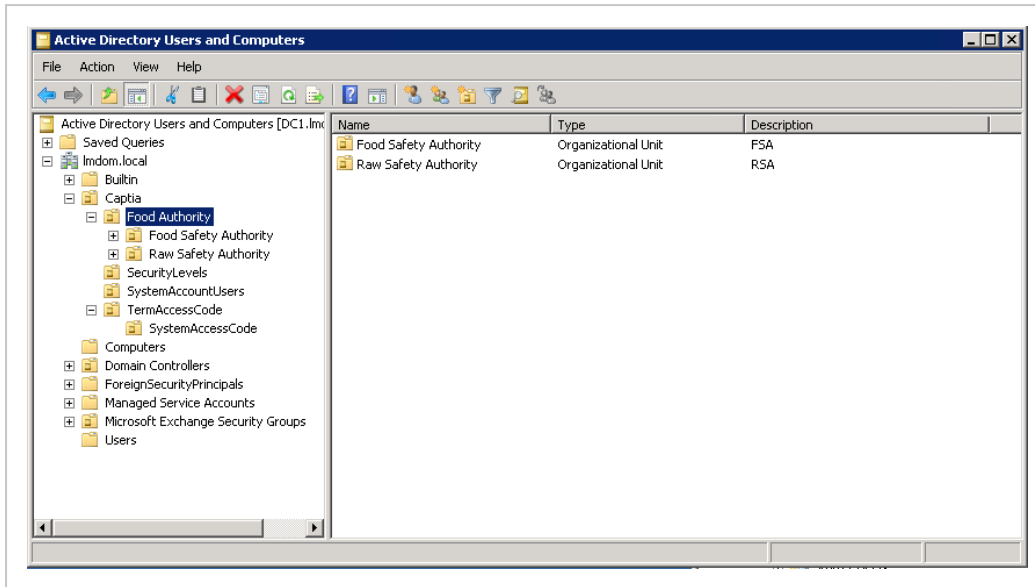 Active Directory Users and Computers
File Action View Help
Active Directory Users and Computers [DC1.lmd
Name Type Description
Saved Queries
Food Safety Authority Organizational Unit FSA
lmdom.local
Raw Safety Authority Organizational Unit RSA
Builtin
Captia
Food Authority
Food Safety Authority
Raw Safety Authority
SecurityLevels
SystemAccountUsers
TermAccessCode
SystemAccessCode
Computers
Domain Controllers
ForeignSecurityPrincipals
Managed Service Accounts
Microsoft Exchange Security Groups
Users